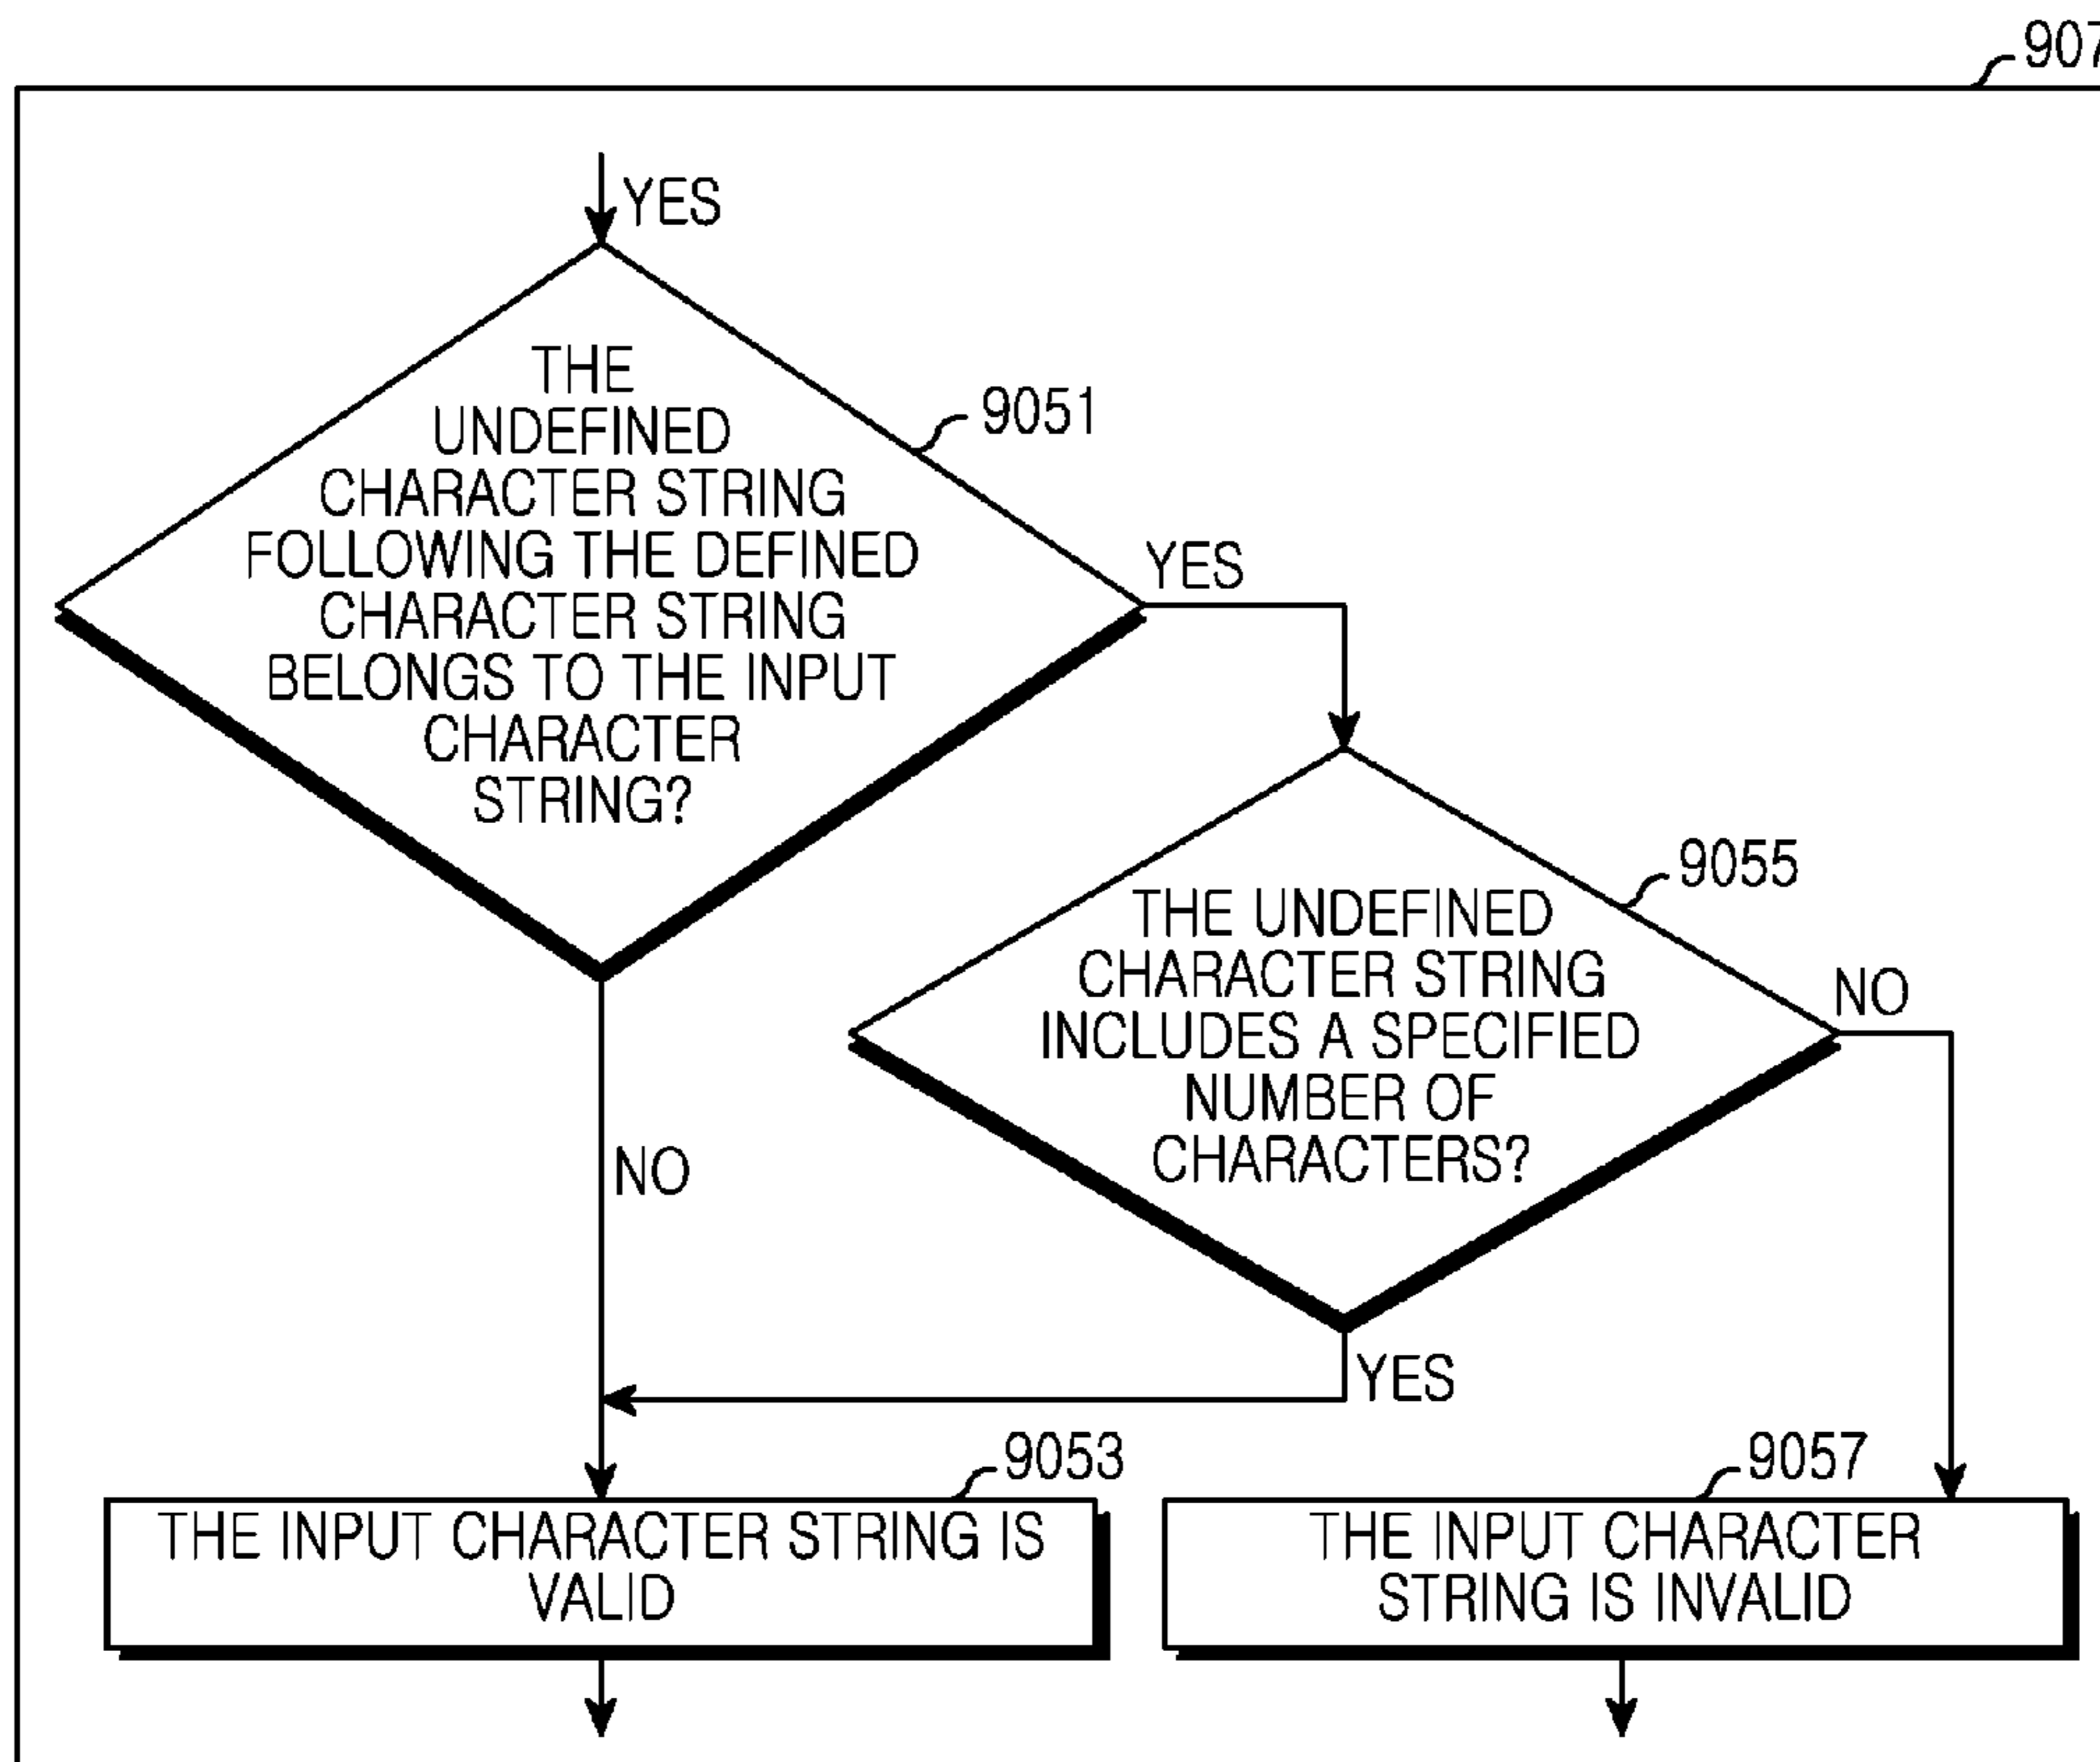 907
YES
THE
UNDEFINED
CHARACTER STRING
FOLLOWING THE DEFINED
CHARACTER STRING
BELONGS TO THE INPUT
CHARACTER
STRING?
9051
YES
THE UNDEFINED
CHARACTER STRING
INCLUDES A SPECIFIED
NUMBER OF
CHARACTERS?
9055
NO
NO
YES
9053
THE INPUT CHARACTER STRING IS
VALID
9057
THE INPUT CHARACTER
STRING IS INVALID